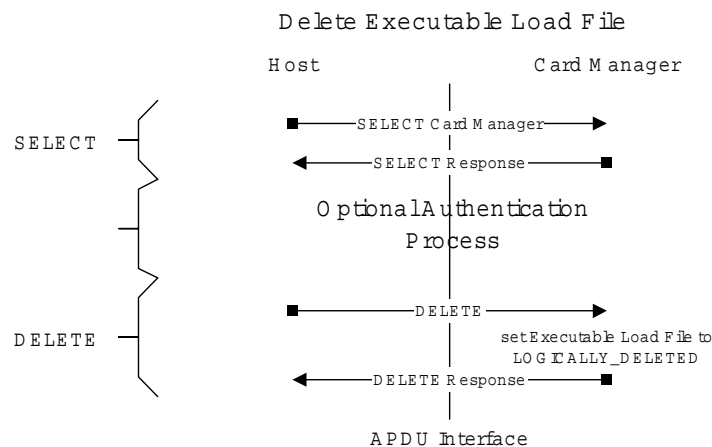 Delete Executable Load File
Host
Card Manager
SELECT
SELECT Card Manager
SELECT Response
Optional Authentication
Process
DELETE
DELETE
set Executable Load File to
LOGICALLY_DELETED
DELETE Response
APDU Interface